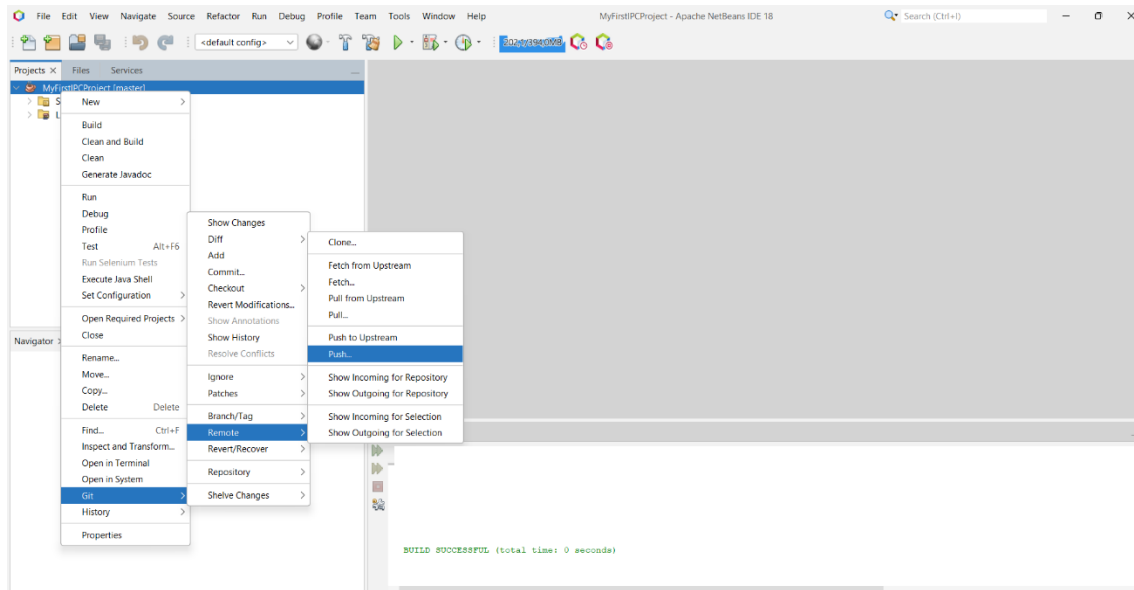 File Edit View Navigate Source Refactor Run Debug Profile Team Tools Window Help
MyFirstIPCProject - Apache NetBeans IDE 18
Search (Ctrl+I)
<default config>
Projects
Files
Services
MyFirstIPCProject [master]
S
L
New
Build
Clean and Build
Clean
Generate Javadoc
Run
Debug
Profile
Test Alt+F6
Run Selenium Tests
Execute Java Shell
Set Configuration
Open Required Projects
Close
Rename...
Move...
Copy...
Delete Delete
Find... Ctrl+F
Inspect and Transform...
Open in Terminal
Open in System
Git
History
Properties
Show Changes
Diff
Add
Commit...
Checkout
Revert Modifications...
Show Annotations
Show History
Resolve Conflicts
Ignore
Patches
Branch/Tag
Remote
Revert/Recover
Repository
Shelve Changes
Clone...
Fetch from Upstream
Fetch...
Pull from Upstream
Pull...
Push to Upstream
Push...
Show Incoming for Repository
Show Outgoing for Repository
Show Incoming for Selection
Show Outgoing for Selection
Navigator
BUILD SUCCESSFUL (total time: 0 seconds)